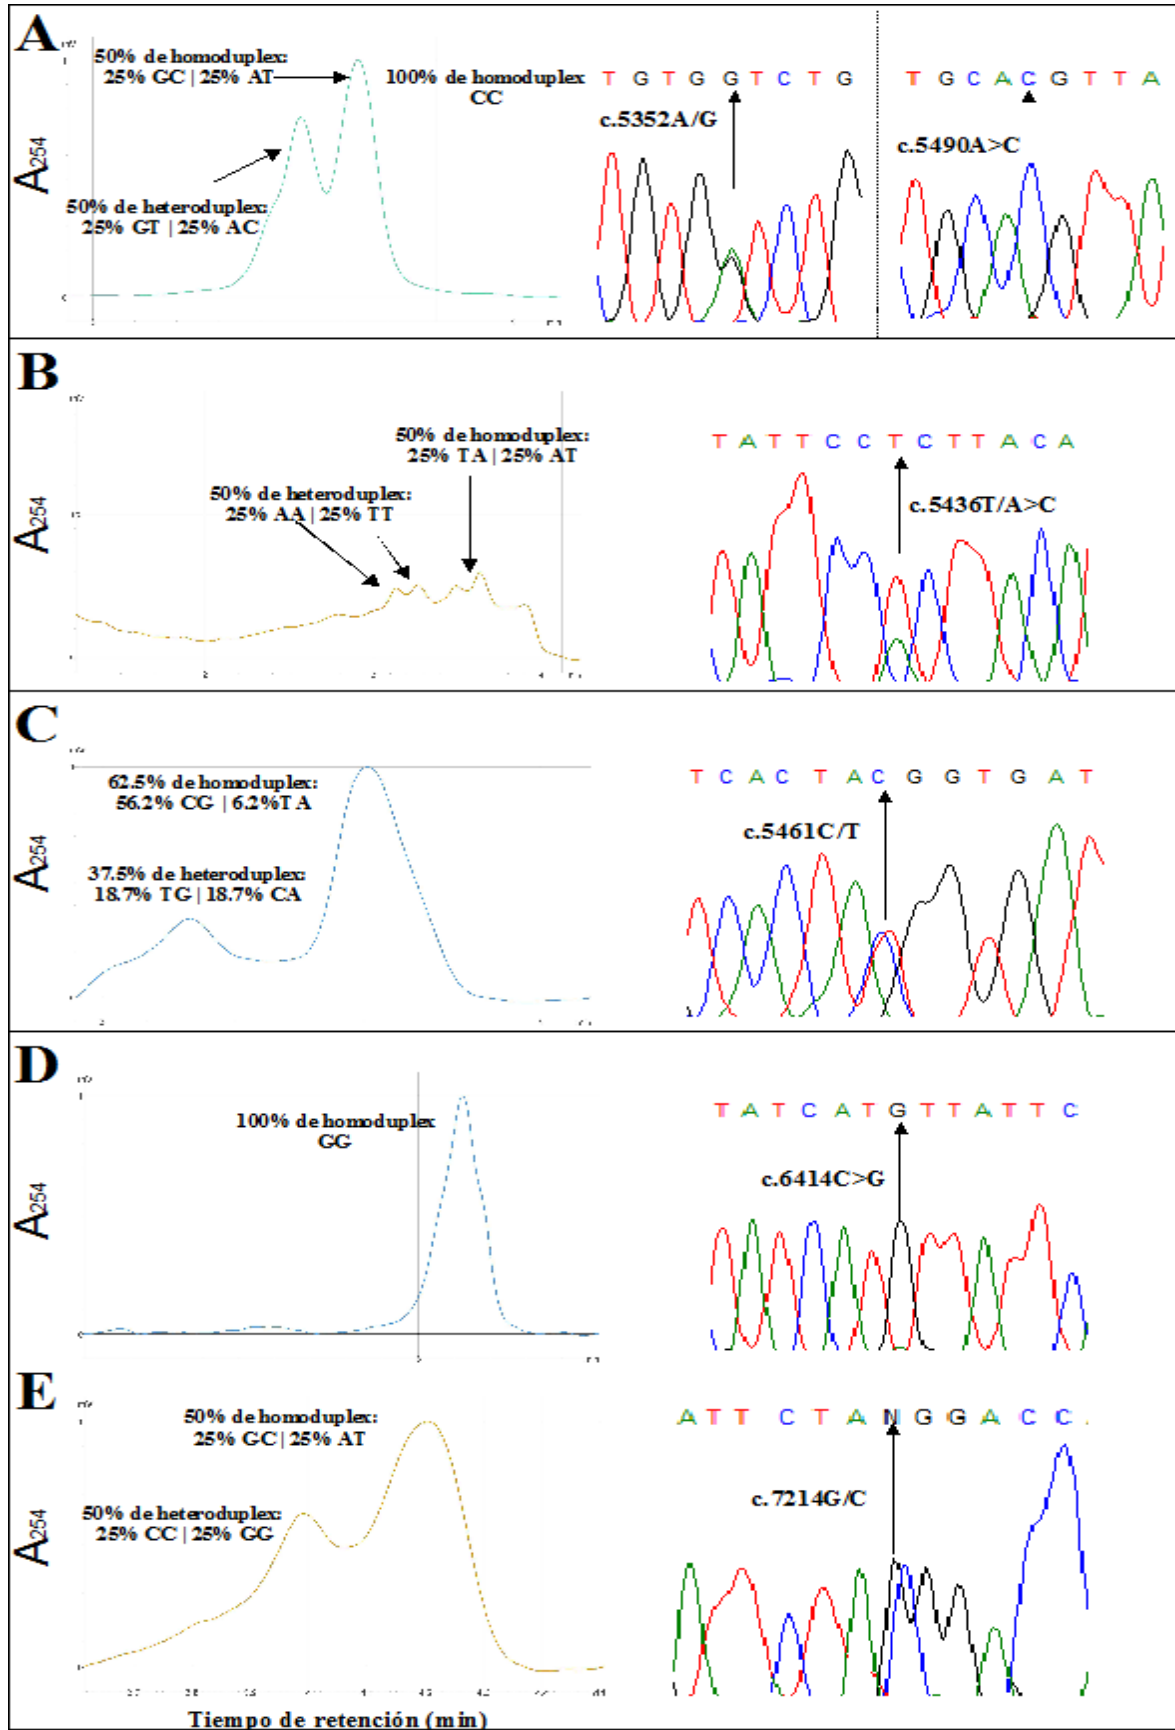 A
50% de homoduplex:
25% GC | 25% AT
100% de homoduplex
CC
50% de heteroduplex:
25% GT | 25% AC
A254
T G T G G T C T G
c.5352A/G
T G C A C G T T A
c.5490A>C
B
50% de homoduplex:
25% TA | 25% AT
50% de heteroduplex:
25% AA | 25% TT
A254
T A T T C C T C T T A C A
c.5436T/A>C
C
62.5% de homoduplex:
56.2% CG | 6.2%TA
37.5% de heteroduplex:
18.7% TG | 18.7% CA
A254
T C A C T A C G G T G A T
c.5461C/T
D
100% de homoduplex
GG
A254
T A T C A T G T T A T T C
c.6414C>G
E
50% de homoduplex:
25% GC | 25% AT
50% de heteroduplex:
25% CC | 25% GG
A254
A T T C T A N G G A C C
c.7214G/C
Tiempo de retención (min)